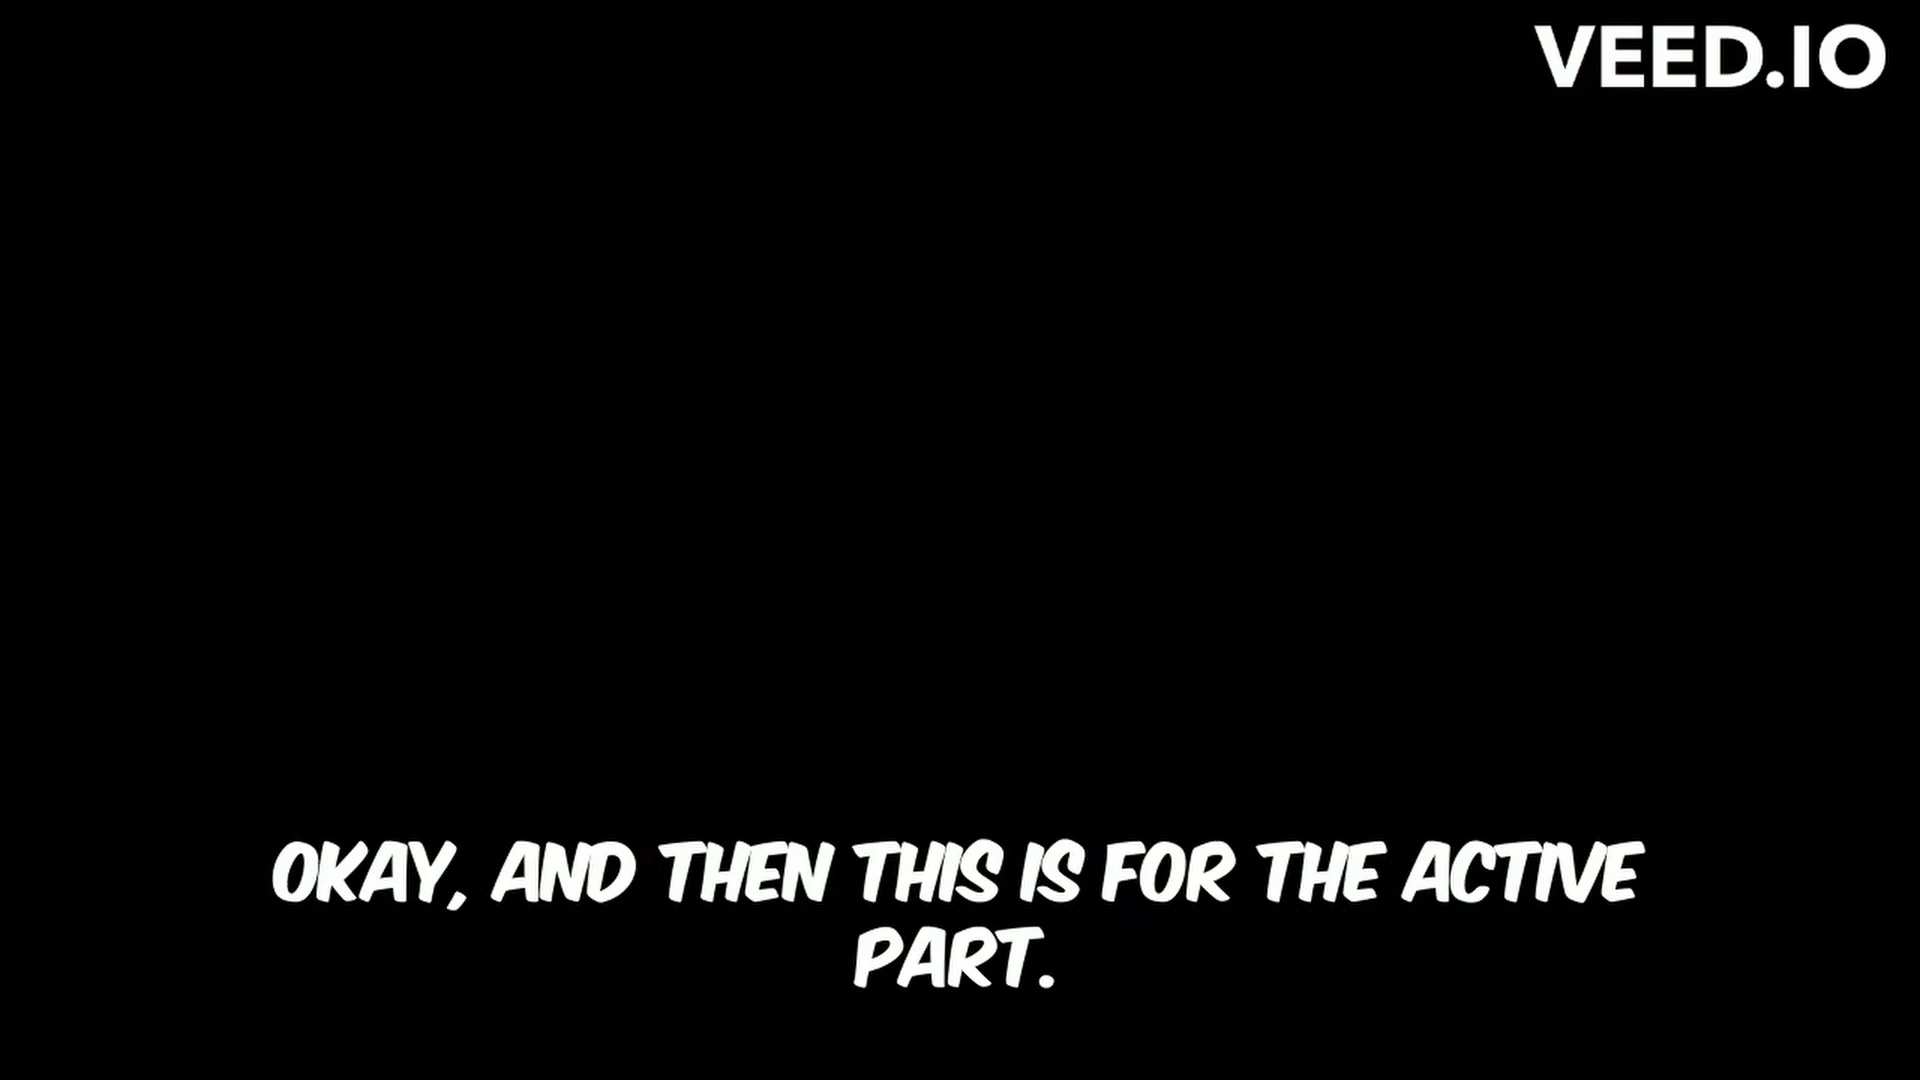 VEED.IO
OKAY, AND THEN THIS IS FOR THE ACTIVE
PART.